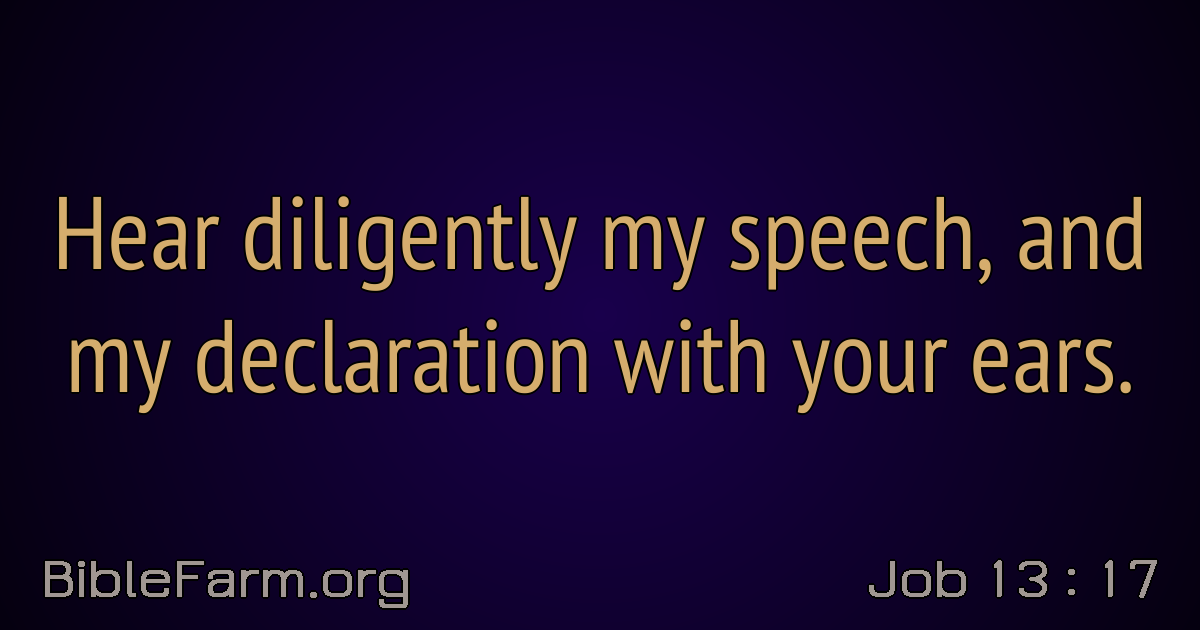 Hear diligently my speech, and
my declaration with your ears.
BibleFarm.org
Job 13 : 17